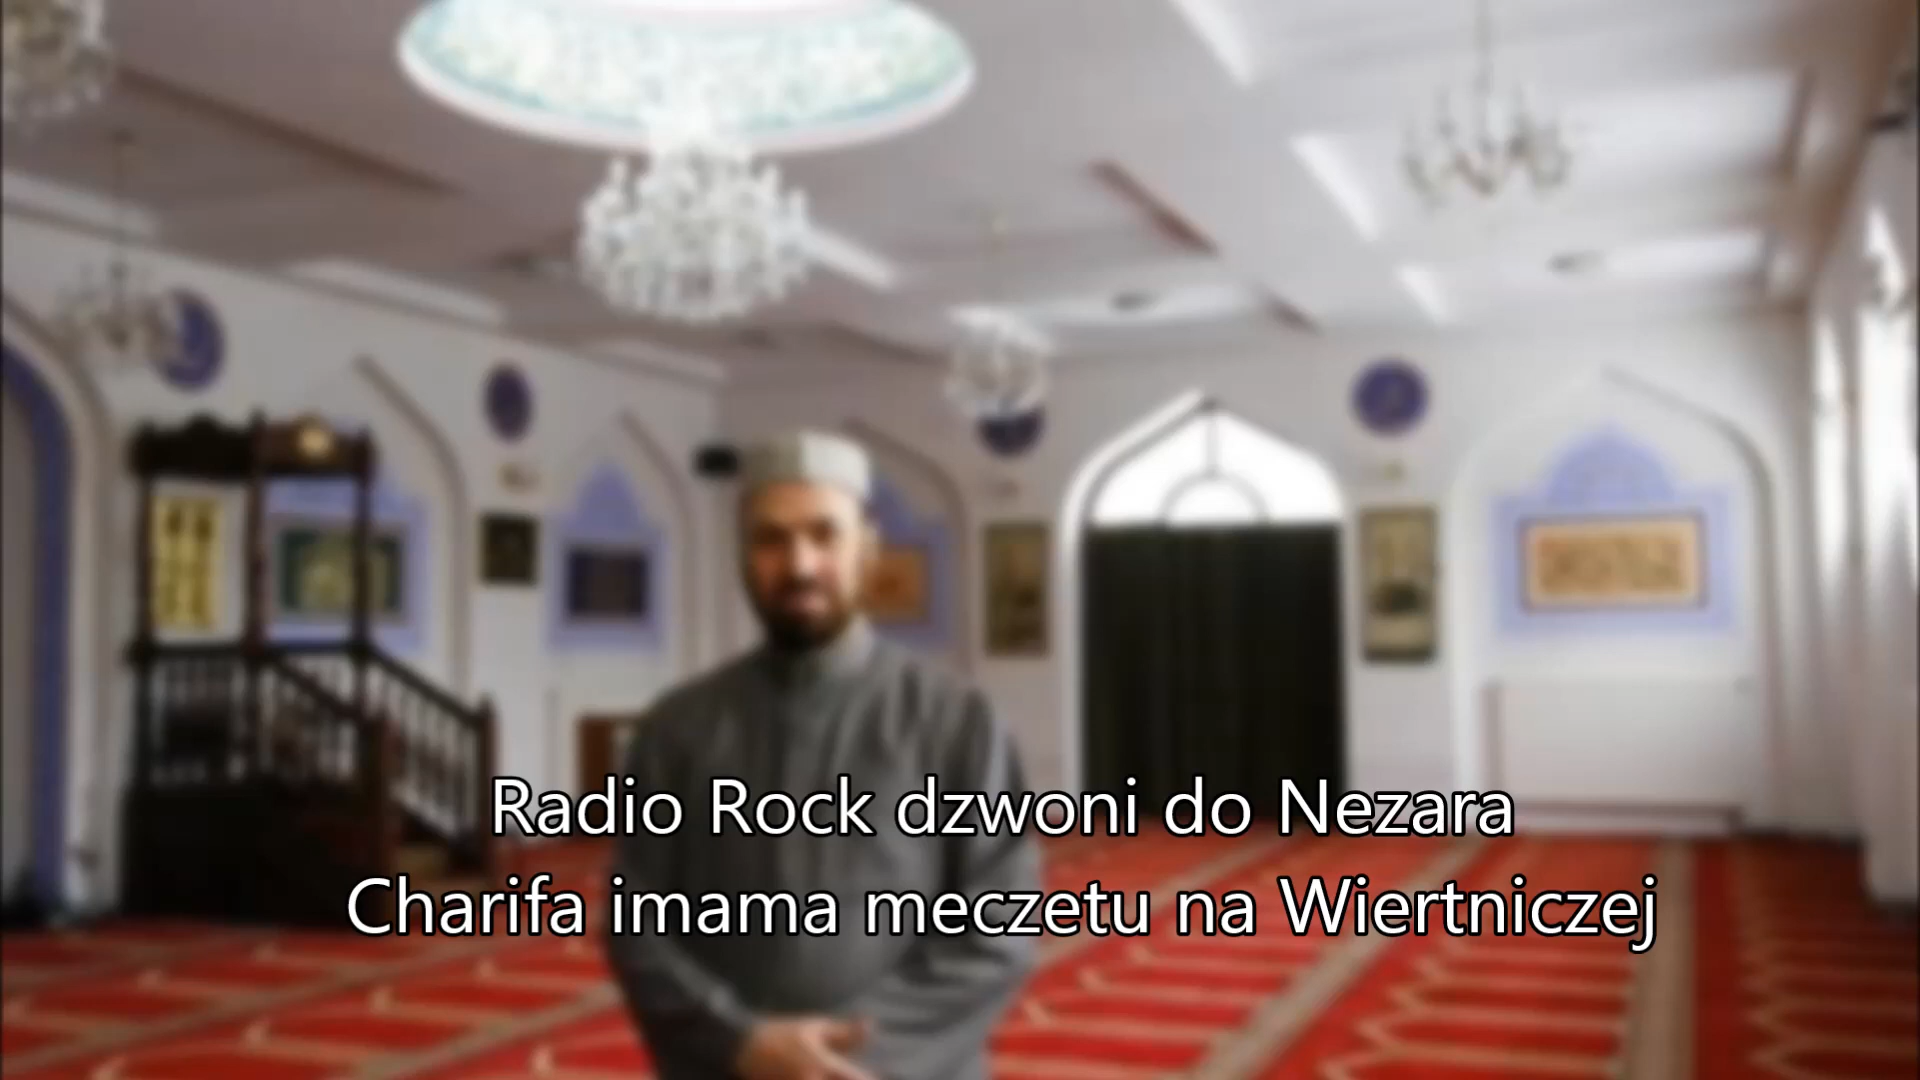 Radio Rock dzwoni do Nezara
Charifa imama meczetu na Wiertniczej